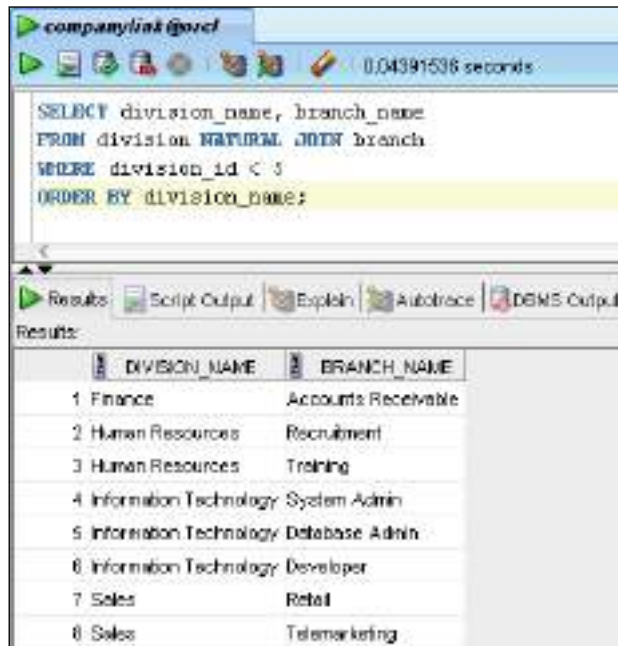 companylink@orcl
0.04391536 seconds
SELECT division_name, branch_name
FROM division NATURAL JOIN branch
WHERE division_id < 5
ORDER BY division_name;
Results Script Output Explain Autotrace DBMS Output
Results:
DIVISION_NAME BRANCH_NAME
1 Finance Accounts Receivable
2 Human Resources Recruitment
3 Human Resources Training
4 Information Technology System Admin
5 Information Technology Database Admin
6 Information Technology Developer
7 Sales Retail
8 Sales Telemarketing